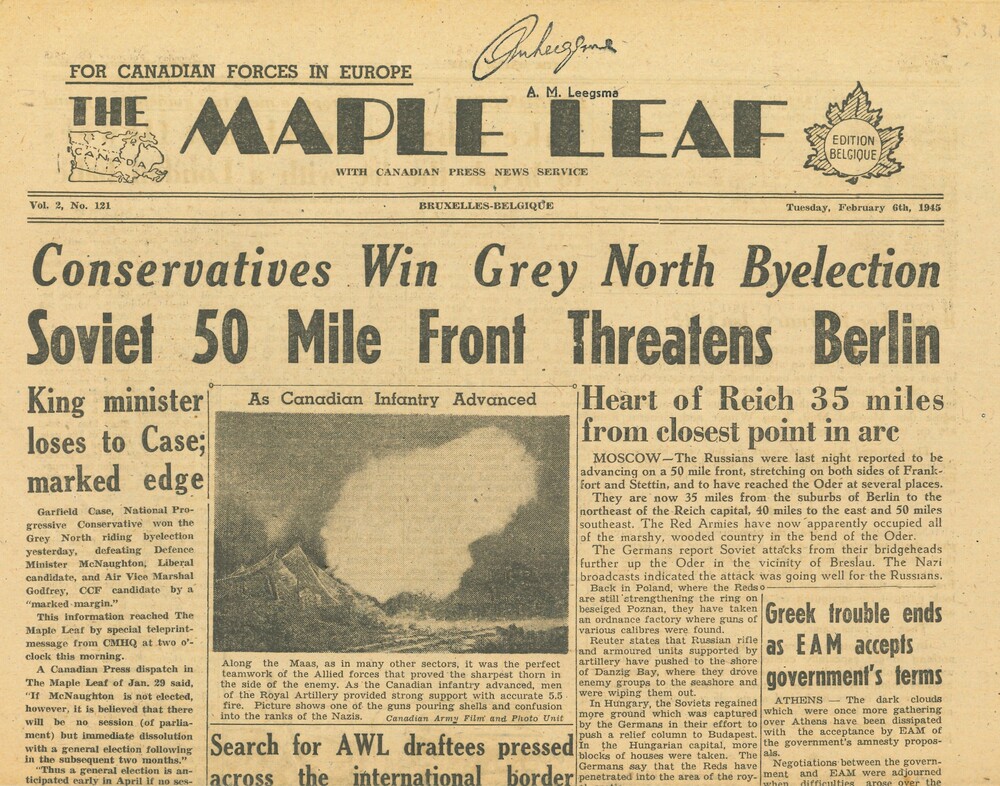 FOR CANADIAN FORCES IN EUROPE
A. M. Leegsma
THE MAPLE LEAF
CANADA
EDITION
BELGIQUE
WITH CANADIAN PRESS NEWS SERVICE
Vol. 2, No. 121
BRUXELLES-BELGIQUE
Tuesday, February 6th, 1945
Conservatives Win Grey North Byelection
Soviet 50 Mile Front Threatens Berlin
King minister
loses to Case;
marked edge
Garfield Case, National Pro-
gressive Conservative won the
Grey North riding byelection
yesterday, defeating Defence
Minister McNaughton, Liberal
candidate, and Air Vice Marshal
Godfrey, CCF candidate by a
"marked margin."
This information reached The
Maple Leaf by special teleprint-
message from CMHQ at two o'-
clock this morning.
A Canadian Press dispatch in
The Maple Leaf of Jan. 29 said,
"If McNaughton is not elected,
however, it is believed that there
will be no session (of parlia-
ment) but immediate dissolution
with a general election following
in the subsequent two months."
"Thus a general election is an-
ticipated early in April if no ses-
As Canadian Infantry Advanced
Along the Maas, as in many other sectors, it was the perfect
teamwork of the Allied forces that proved the sharpest thorn in
the side of the enemy. As the Canadian infantry advanced, men
of the Royal Artillery provided strong support with accurate 5.5
fire. Picture shows one of the guns pouring shells and confusion
into the ranks of the Nazis. Canadian Army Film and Photo Unit
Search for AWL draftees pressed
across the international border
Heart of Reich 35 miles
from closest point in arc
MOSCOW—The Russians were last night reported to be
advancing on a 50 mile front, stretching on both sides of Frank-
fort and Stettin, and to have reached the Oder at several places.
They are now 35 miles from the suburbs of Berlin to the
northeast of the Reich capital, 40 miles to the east and 50 miles
southeast. The Red Armies have now apparently occupied all
of the marshy, wooded country in the bend of the Oder.
The Germans report Soviet attacks from their bridgeheads
further up the Oder in the vicinity of Breslau. The Nazi
broadcasts indicated the attack was going well for the Russians.
Back in Poland, where the Reds
are still strengthening the ring on
beseiged Poznan, they have taken
an ordnance factory where guns of
various calibres were found.
Reuter states that Russian rifle
and armoured units supported by
artillery have pushed to the shore
of Danzig Bay, where they drove
enemy groups to the seashore and
were wiping them out.
In Hungary, the Soviets regained
more ground which was captured
by the Germans in their effort to
push a relief column to Budapest.
In the Hungarian capital, more
blocks of houses were taken. The
Germans say that the Reds have
penetrated into the area of the roy-
Greek trouble ends
as EAM accepts
government's terms
ATHENS — The dark clouds
which were once more gathering
over Athens have been dissipated
with the acceptance by EAM of
the government's amnesty propos-
als.
Negotiations between the govern-
ment and EAM were adjourned
when difficulties arose over the